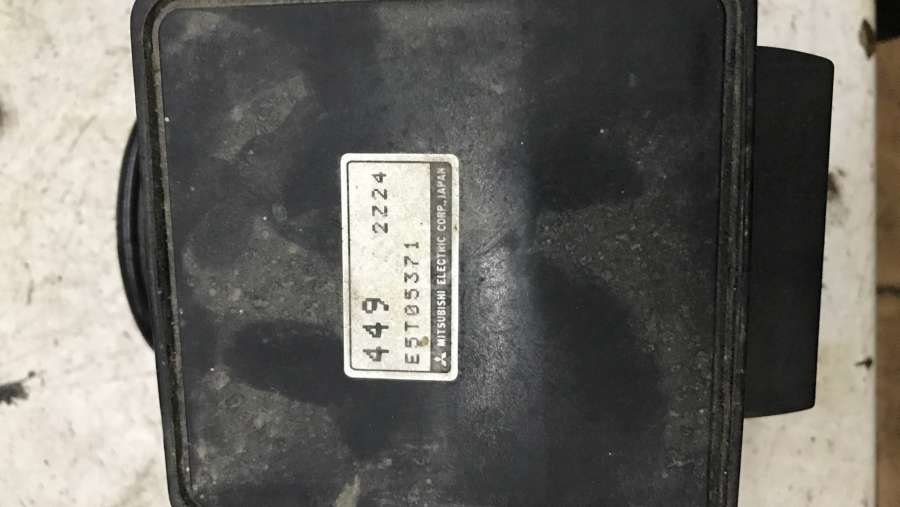 449 2Z24
E5T05371
MITSUBISHI ELECTRIC CORP., JAPAN